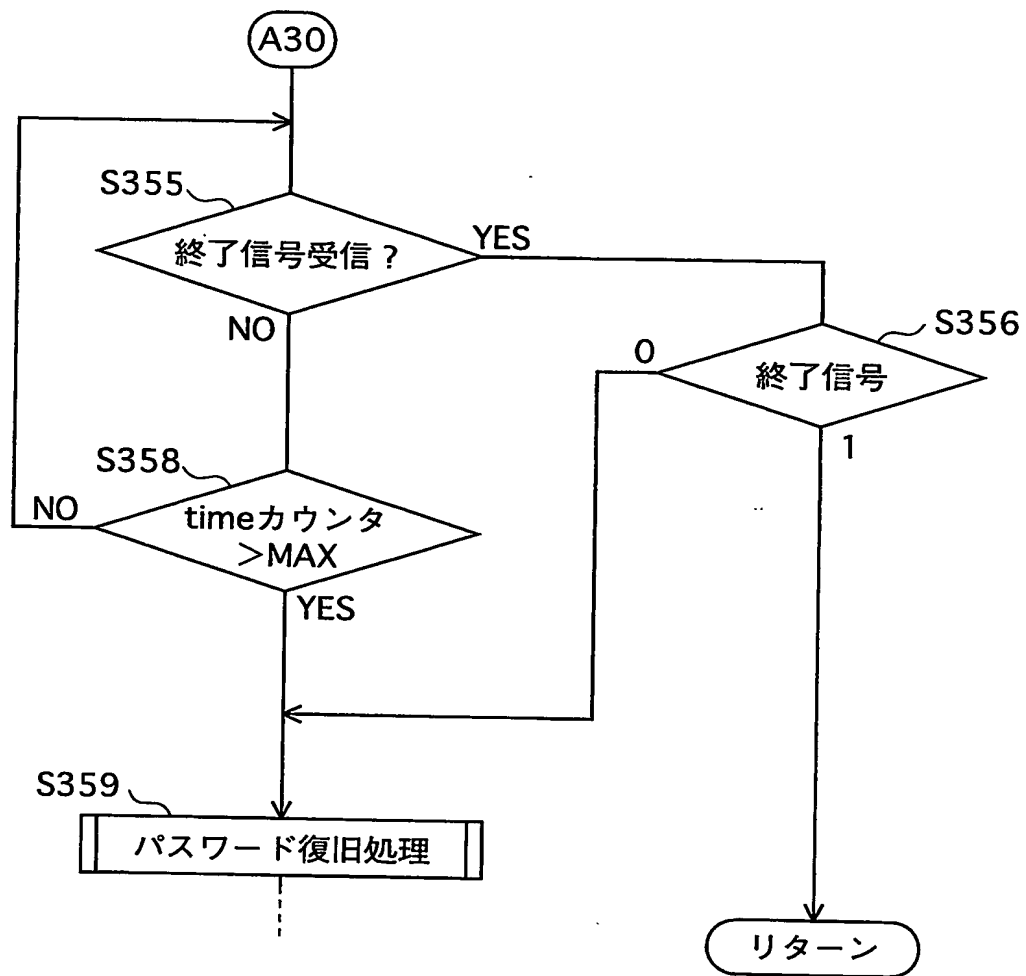 A30
S355
終了信号受信？
YES
NO
S356
0
終了信号
1
S358
NO
timeカウンタ
＞MAX
YES
S359
パスワード復旧処理
リターン